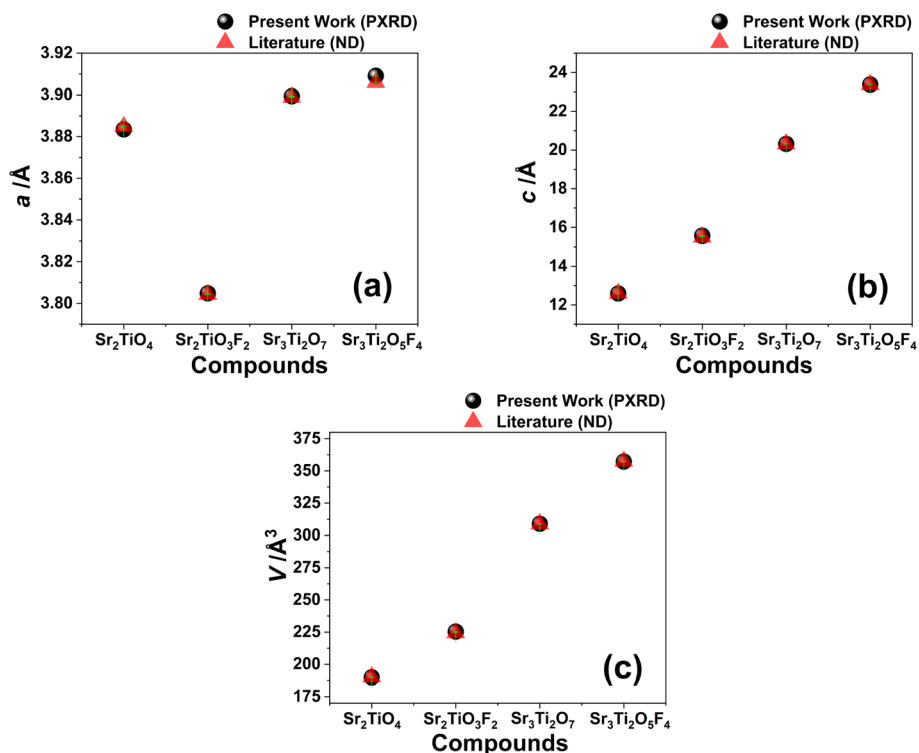 Present Work (PXRD)
Literature (ND)
3.92
3.90
3.88
3.86
3.84
3.82
3.80
a /Å
(a)
Sr₂TiO₄ Sr₂TiO₃F₂ Sr₃Ti₂O₇ Sr₃Ti₂O₅F₄
Compounds
Present Work (PXRD)
Literature (ND)
24
22
20
18
16
14
12
c /Å
(b)
Sr₂TiO₄ Sr₂TiO₃F₂ Sr₃Ti₂O₇ Sr₃Ti₂O₅F₄
Compounds
Present Work (PXRD)
Literature (ND)
375
350
325
300
275
250
225
200
175
V /Å³
(c)
Sr₂TiO₄ Sr₂TiO₃F₂ Sr₃Ti₂O₇ Sr₃Ti₂O₅F₄
Compounds